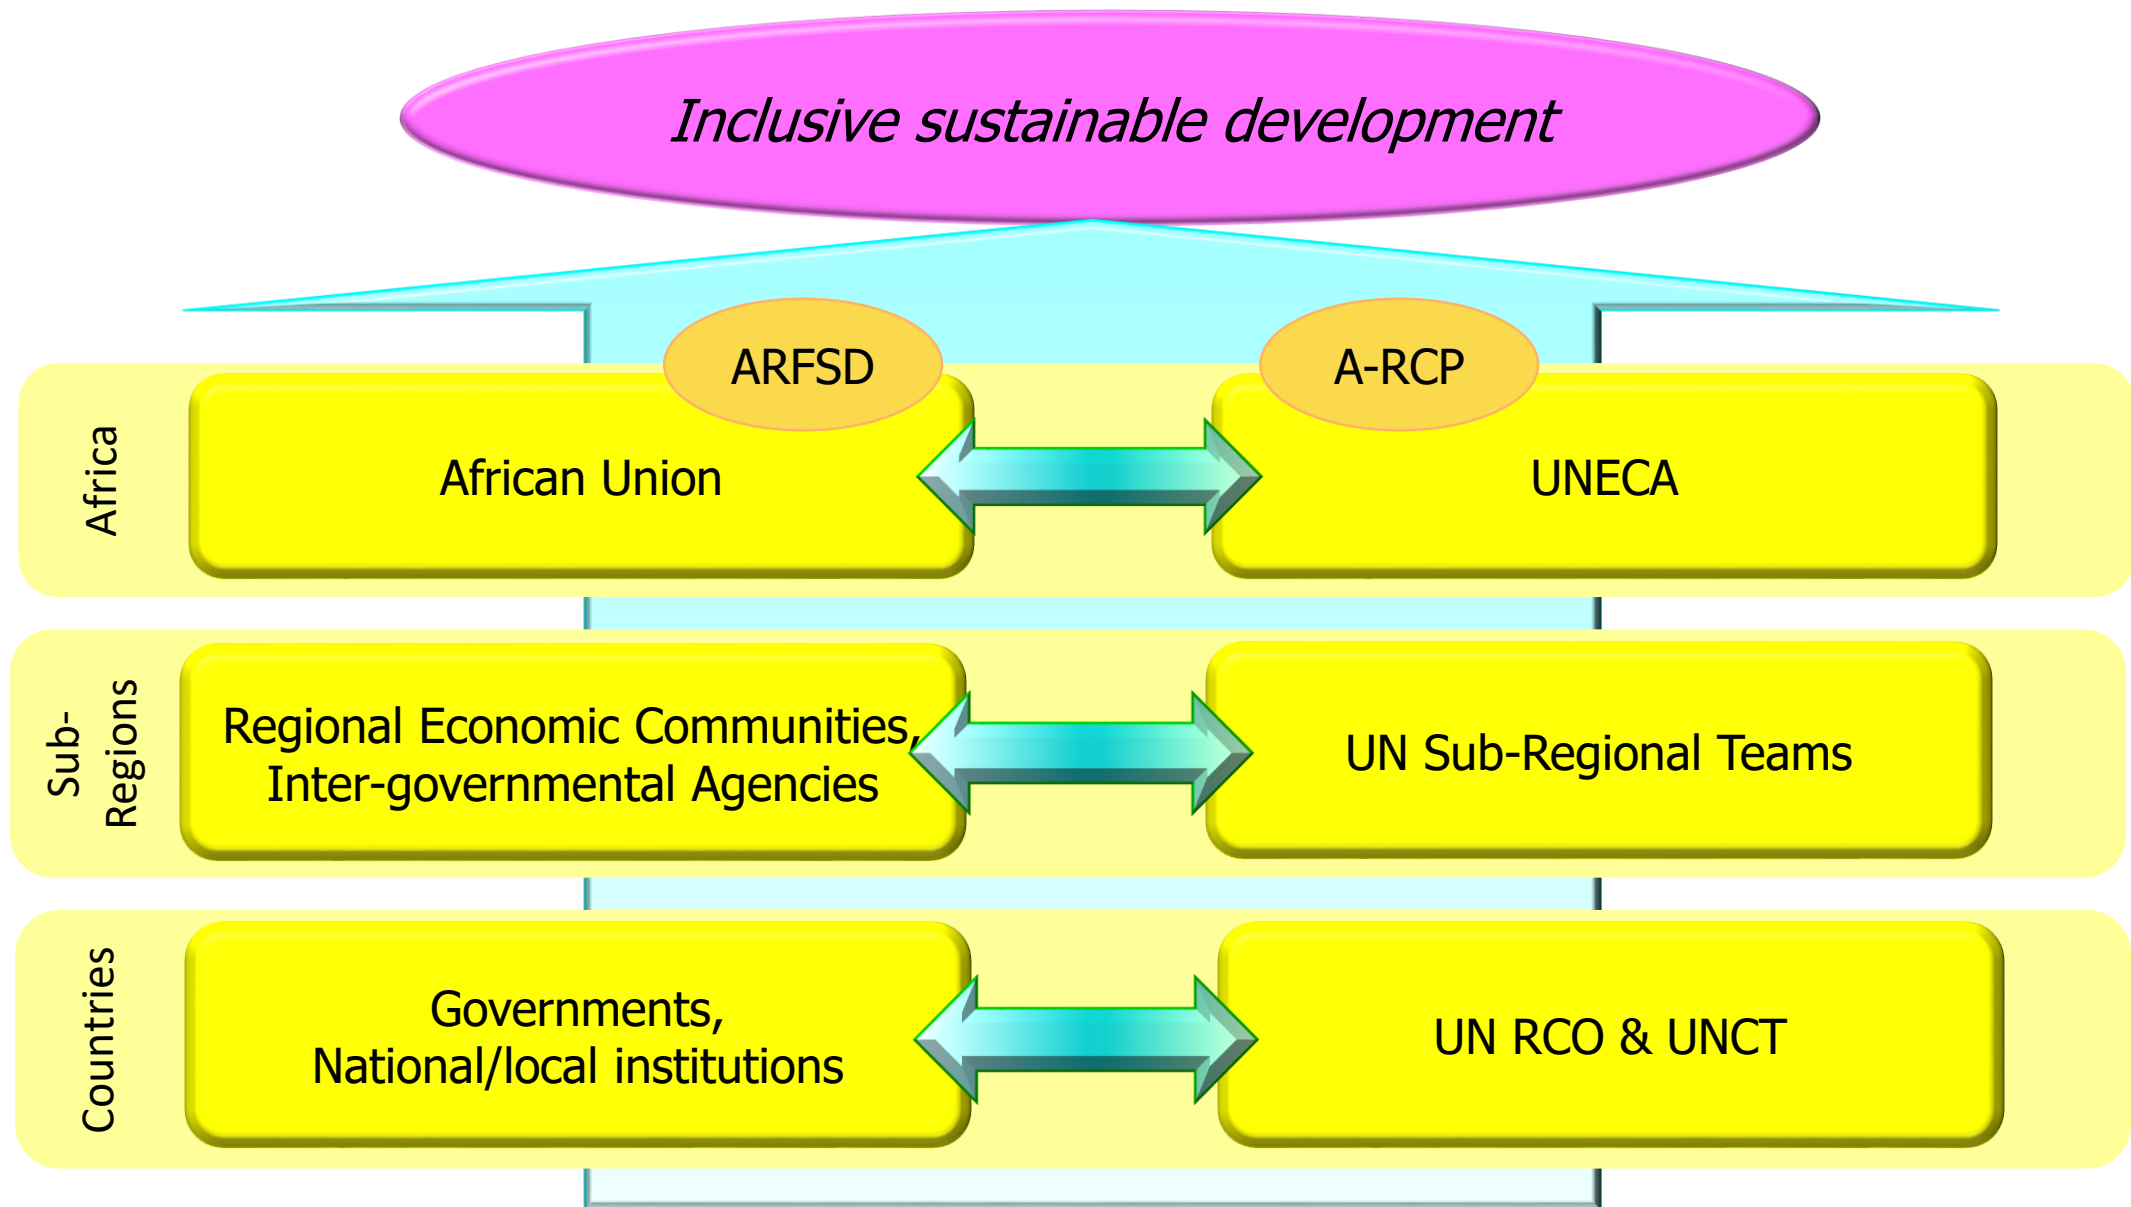 Inclusive sustainable development
ARFSD
A-RCP
Africa
African Union
UNECA
Sub-
Regions
Regional Economic Communities,
Inter-governmental Agencies
UN Sub-Regional Teams
Countries
Governments,
National/local institutions
UN RCO & UNCT